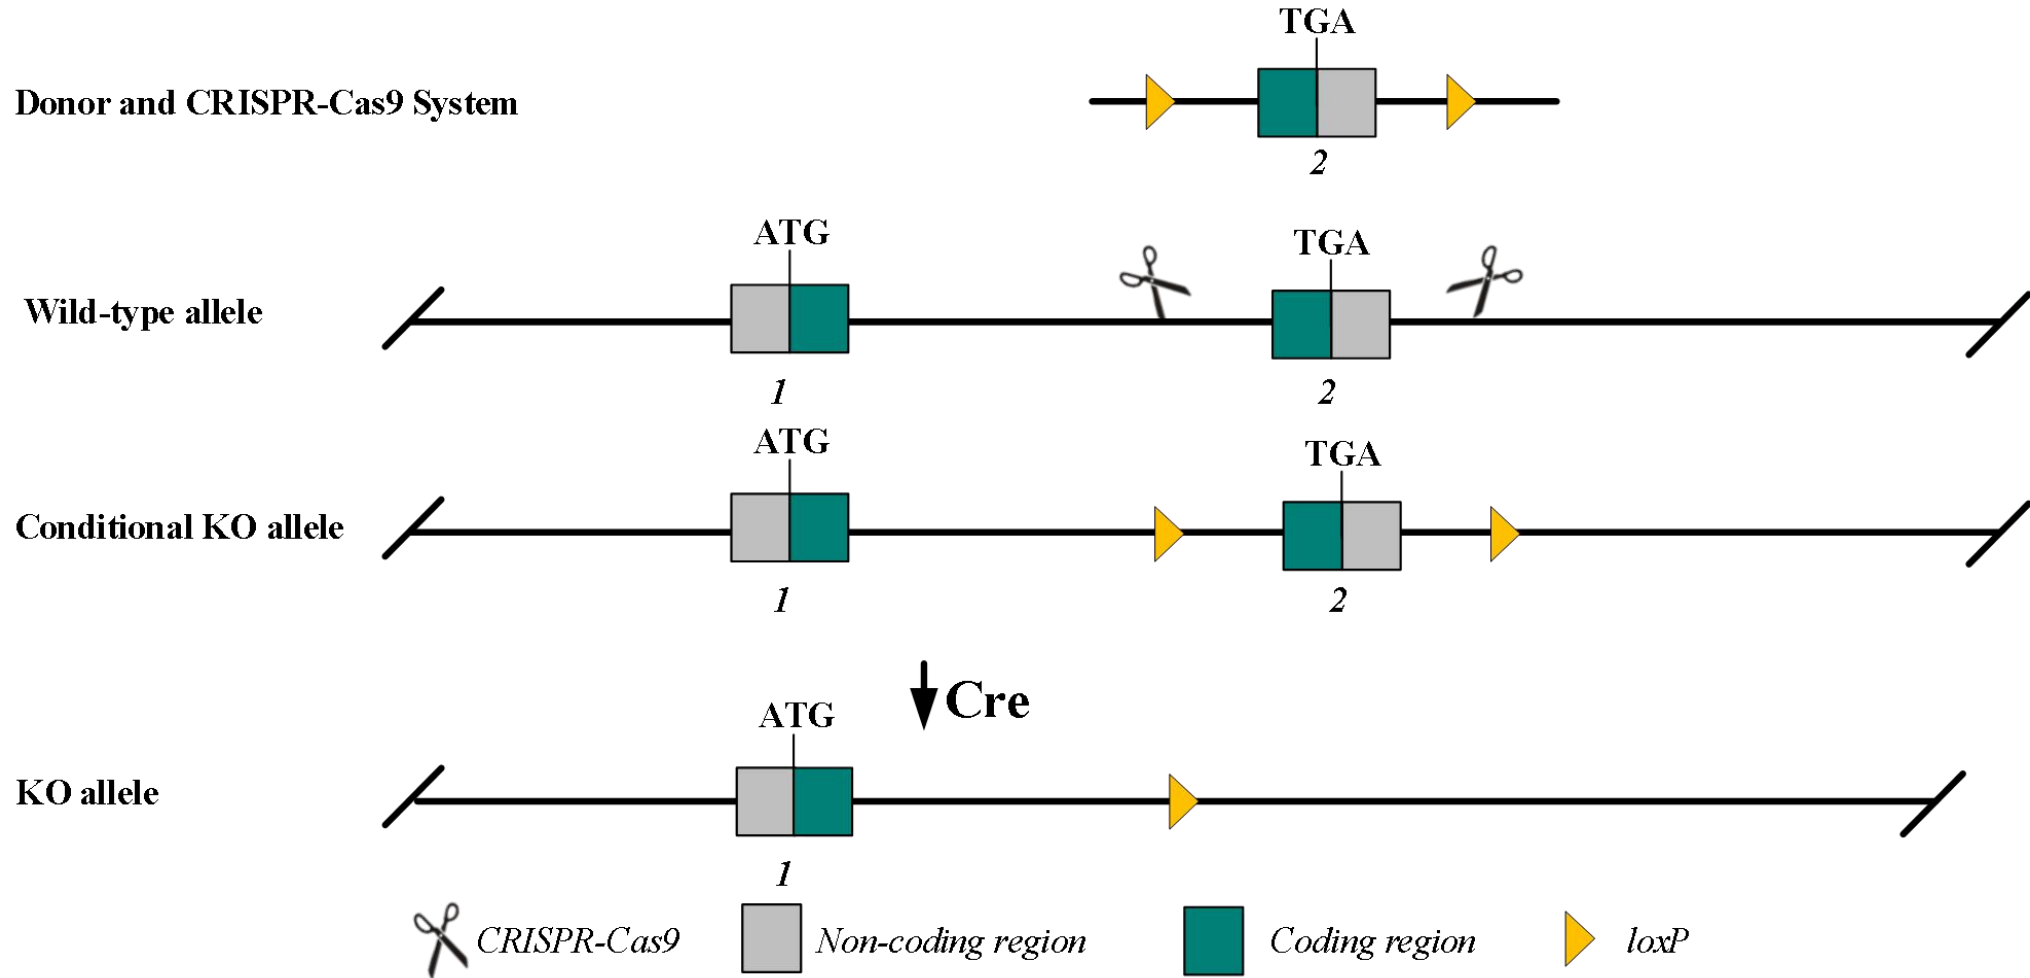 TGA
Donor and CRISPR-Cas9 System
2
ATG
TGA
Wild-type allele
1
2
ATG
TGA
Conditional KO allele
1
2
Cre
ATG
KO allele
1
CRISPR-Cas9
Non-coding region
Coding region
loxP